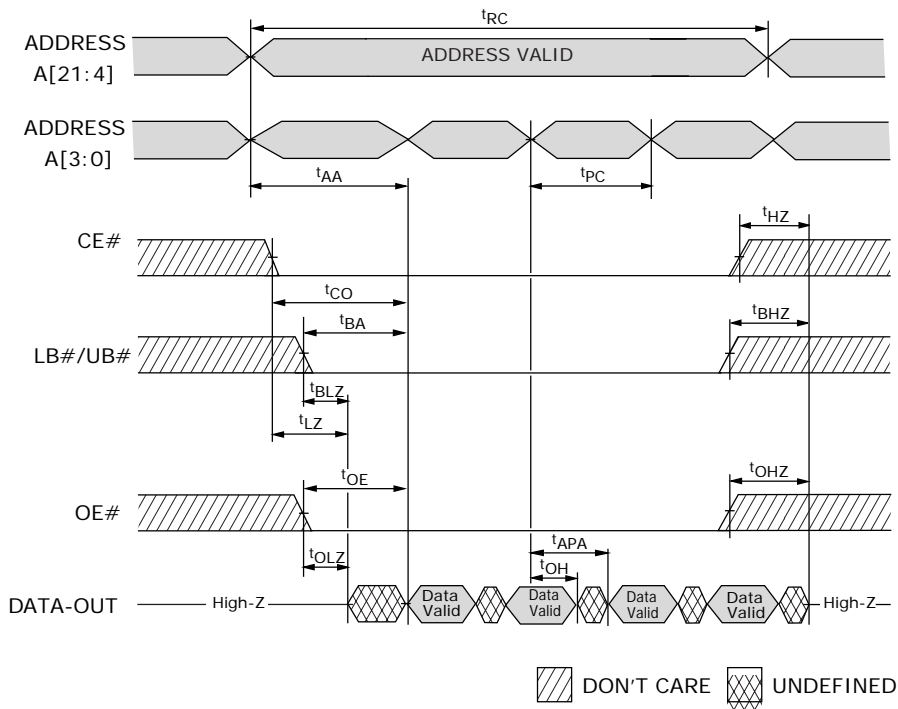 tRC
ADDRESS
A[21:4]
ADDRESS VALID
ADDRESS
A[3:0]
tAA
tPC
CE#
tHZ
tCO
tBA
tBHZ
LB#/UB#
tBLZ
tLZ
tOE
tOHZ
OE#
tAPA
tOLZ
tOH
DATA-OUT
High-Z
Data
Valid
Data
Valid
Data
Valid
Data
Valid
High-Z
DON'T CARE
UNDEFINED